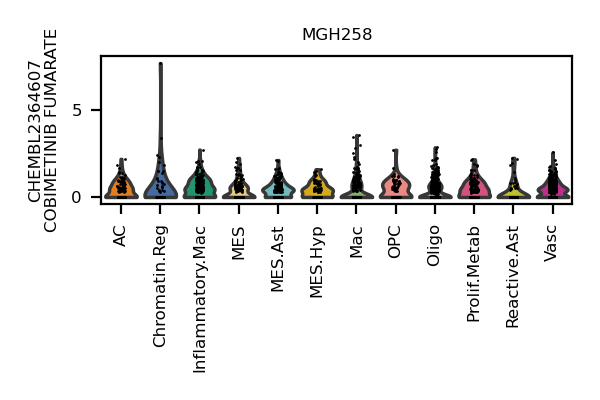 MGH258
CHEMBL2364607
COBIMETINIB FUMARATE
5
0
AC
Chromatin.Reg
Inflammatory.Mac
MES
MES.Ast
MES.Hyp
Mac
OPC
Oligo
Prolif.Metab
Reactive.Ast
Vasc